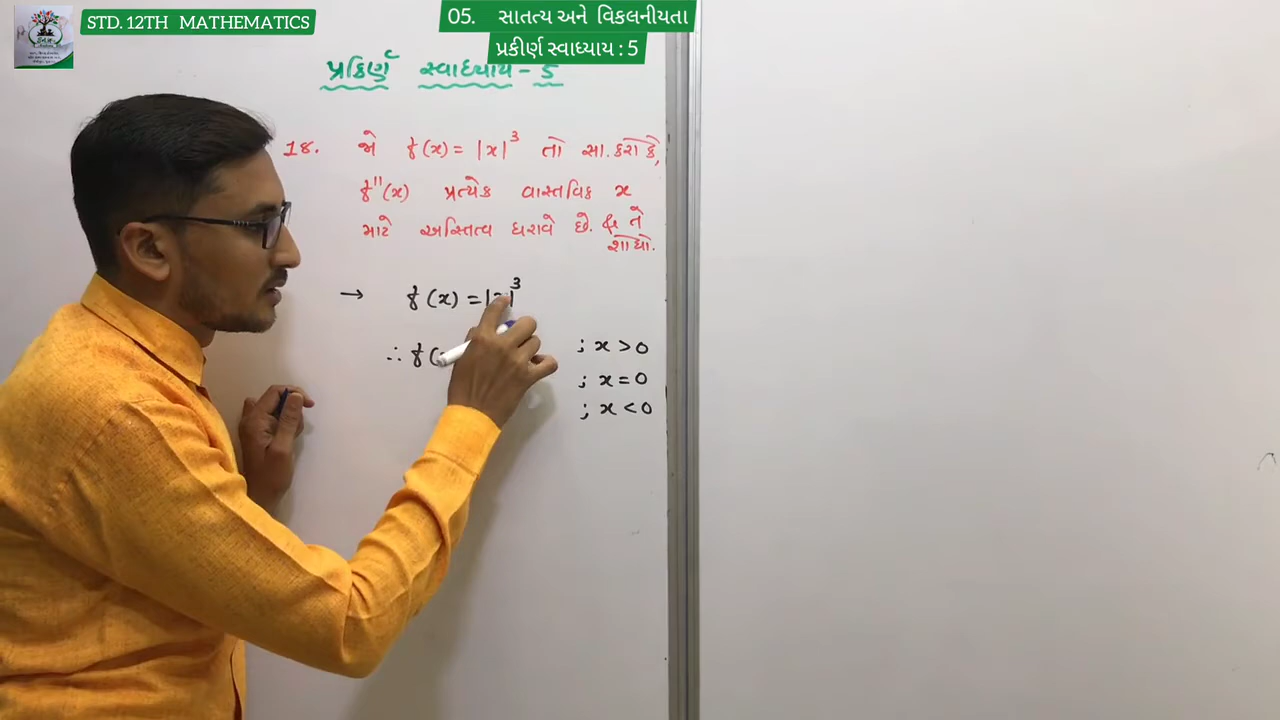 STD. 12TH MATHEMATICS
05. સાતત્ય અને વિકલનીયતા
પ્રકીર્ણ સ્વાધ્યાય : 5
પ્રકિર્ણ સ્વાધ્યાય - 5
18. જો f(x) = |x|³ તો સા. કરો કે,
f''(x) પ્રત્યેક વાસ્તવિક x
માટે અસ્તિત્વ ધરાવે છે. & તે
શોધો.
→ f(x) = | |³
∴ f( ; x > 0
; x = 0
; x < 0